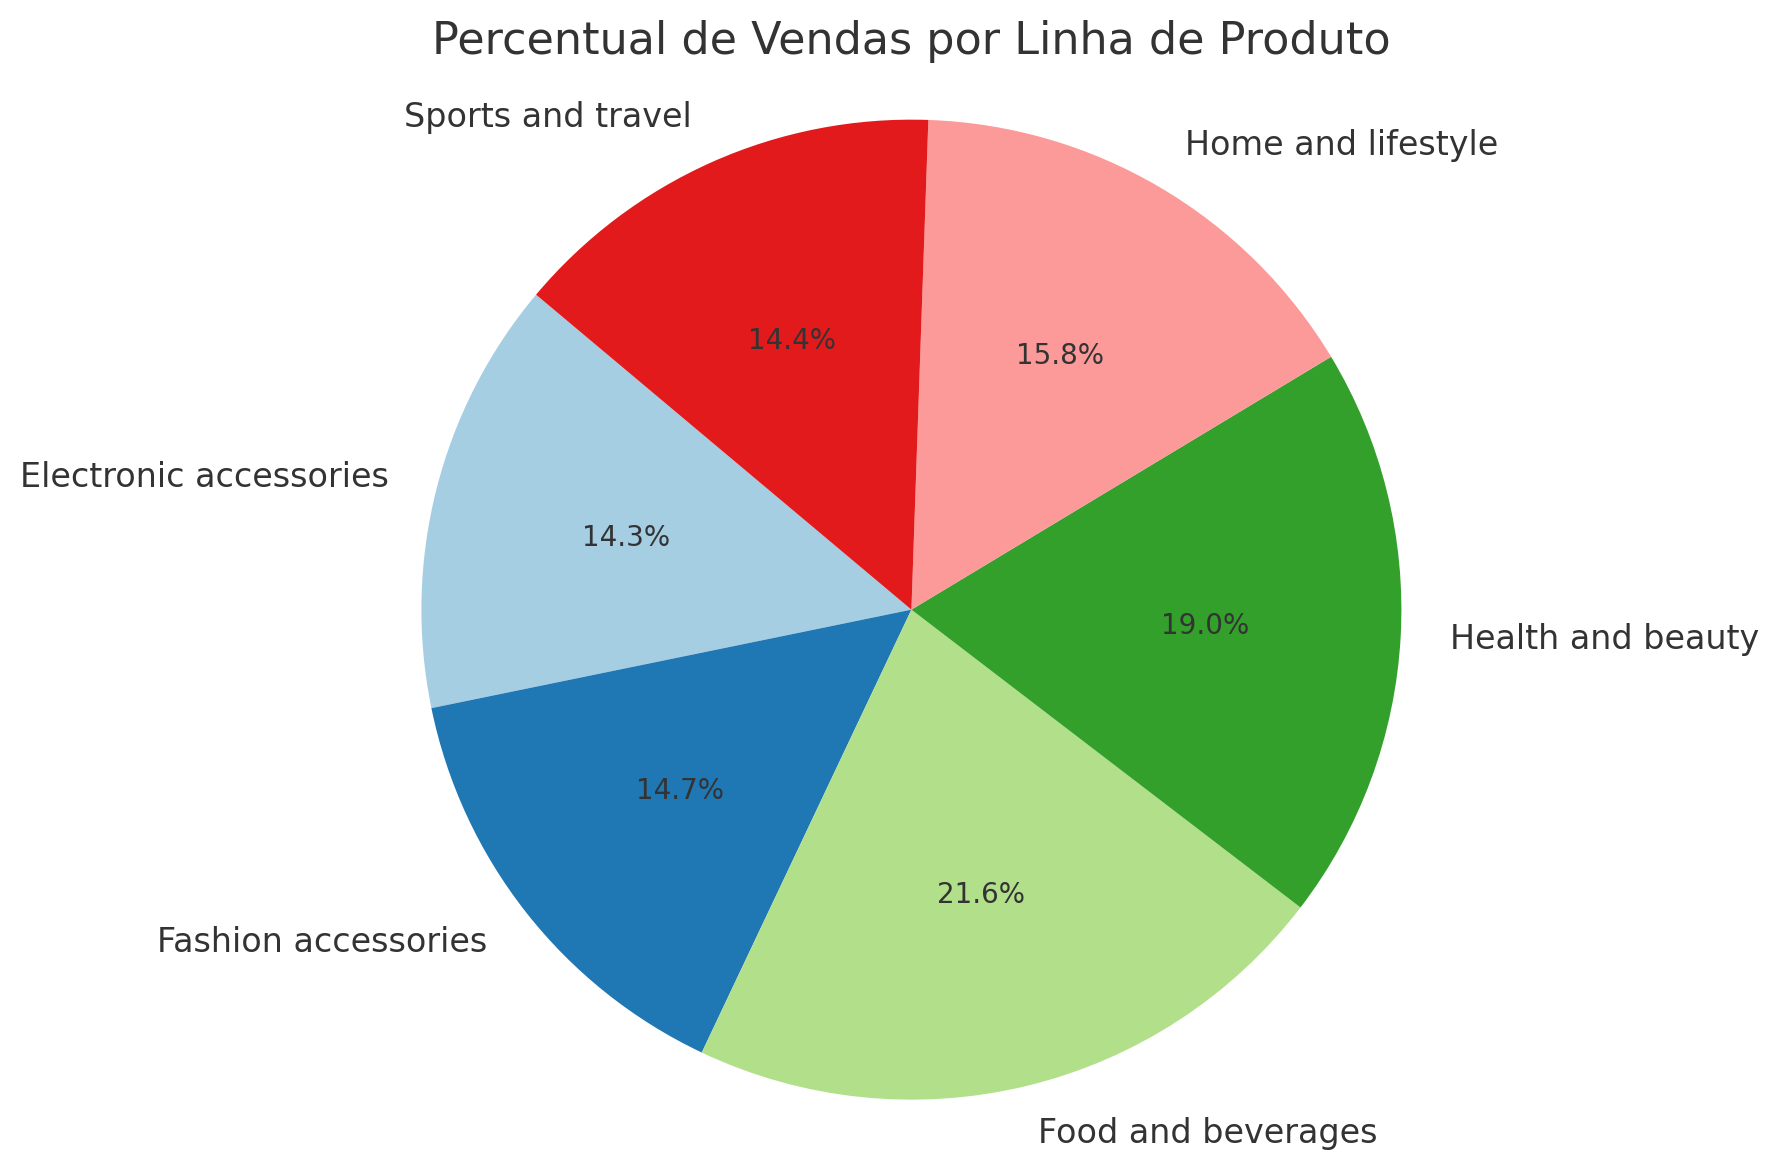 Percentual de Vendas por Linha de Produto
Sports and travel
Home and lifestyle
14.4%
15.8%
Electronic accessories
14.3%
19.0%
Health and beauty
14.7%
21.6%
Fashion accessories
Food and beverages